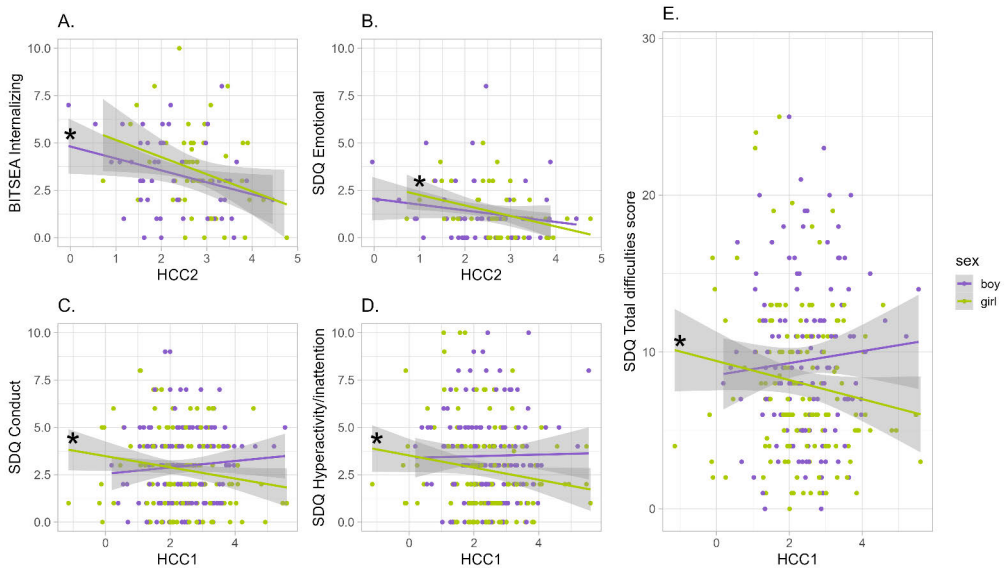 A.
10.0
7.5
5.0
2.5
0.0
*
BITSEA Internalizing
0 1 2 3 4 5
HCC2
B.
10.0
7.5
5.0
2.5
0.0
*
SDQ Emotional
0 1 2 3 4 5
HCC2
C.
10.0
7.5
5.0
2.5
0.0
*
SDQ Conduct
0 2 4
HCC1
D.
10.0
7.5
5.0
2.5
0.0
*
SDQ Hyperactivity/inattention
0 2 4
HCC1
E.
30
20
10
0
*
SDQ Total difficulties score
0 2 4
HCC1
sex
boy
girl